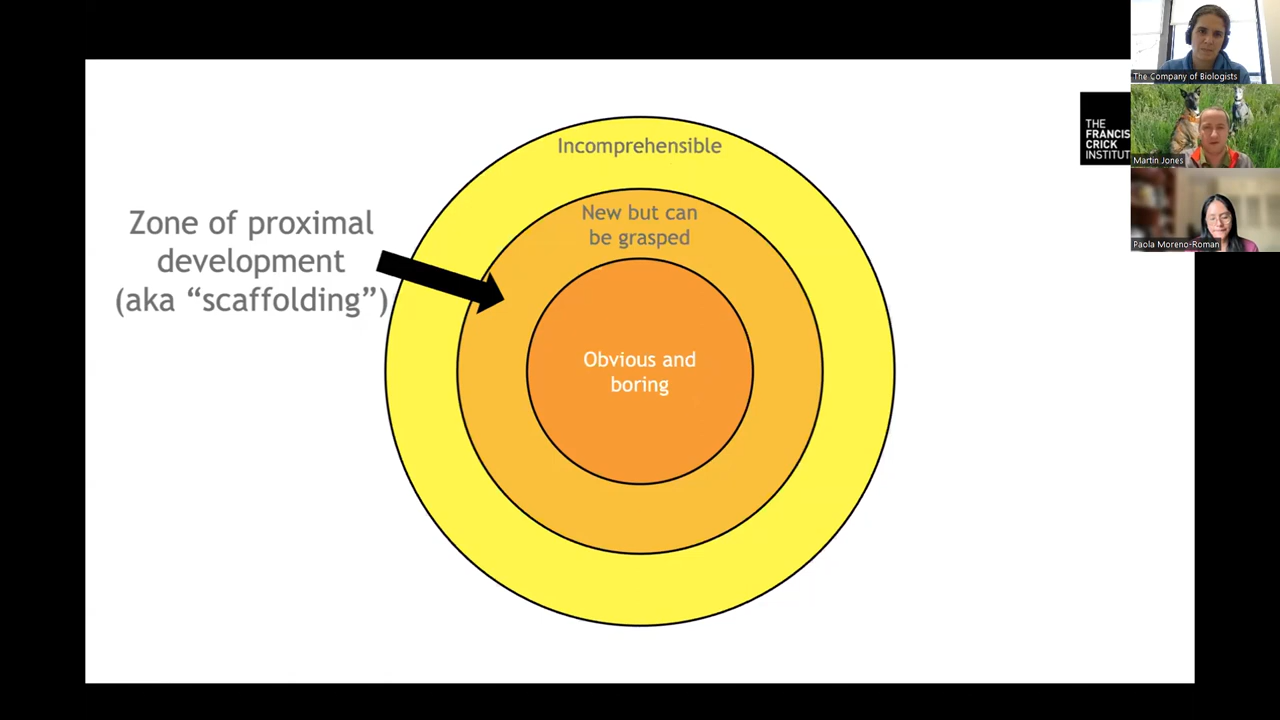 Incomprehensible
New but can
be grasped
Zone of proximal
development
(aka “scaffolding”)
Obvious and
boring
THE
FRANCIS
CRICK
INSTITUT
The Company of Biologists
Martin Jones
Paola Moreno-Roman